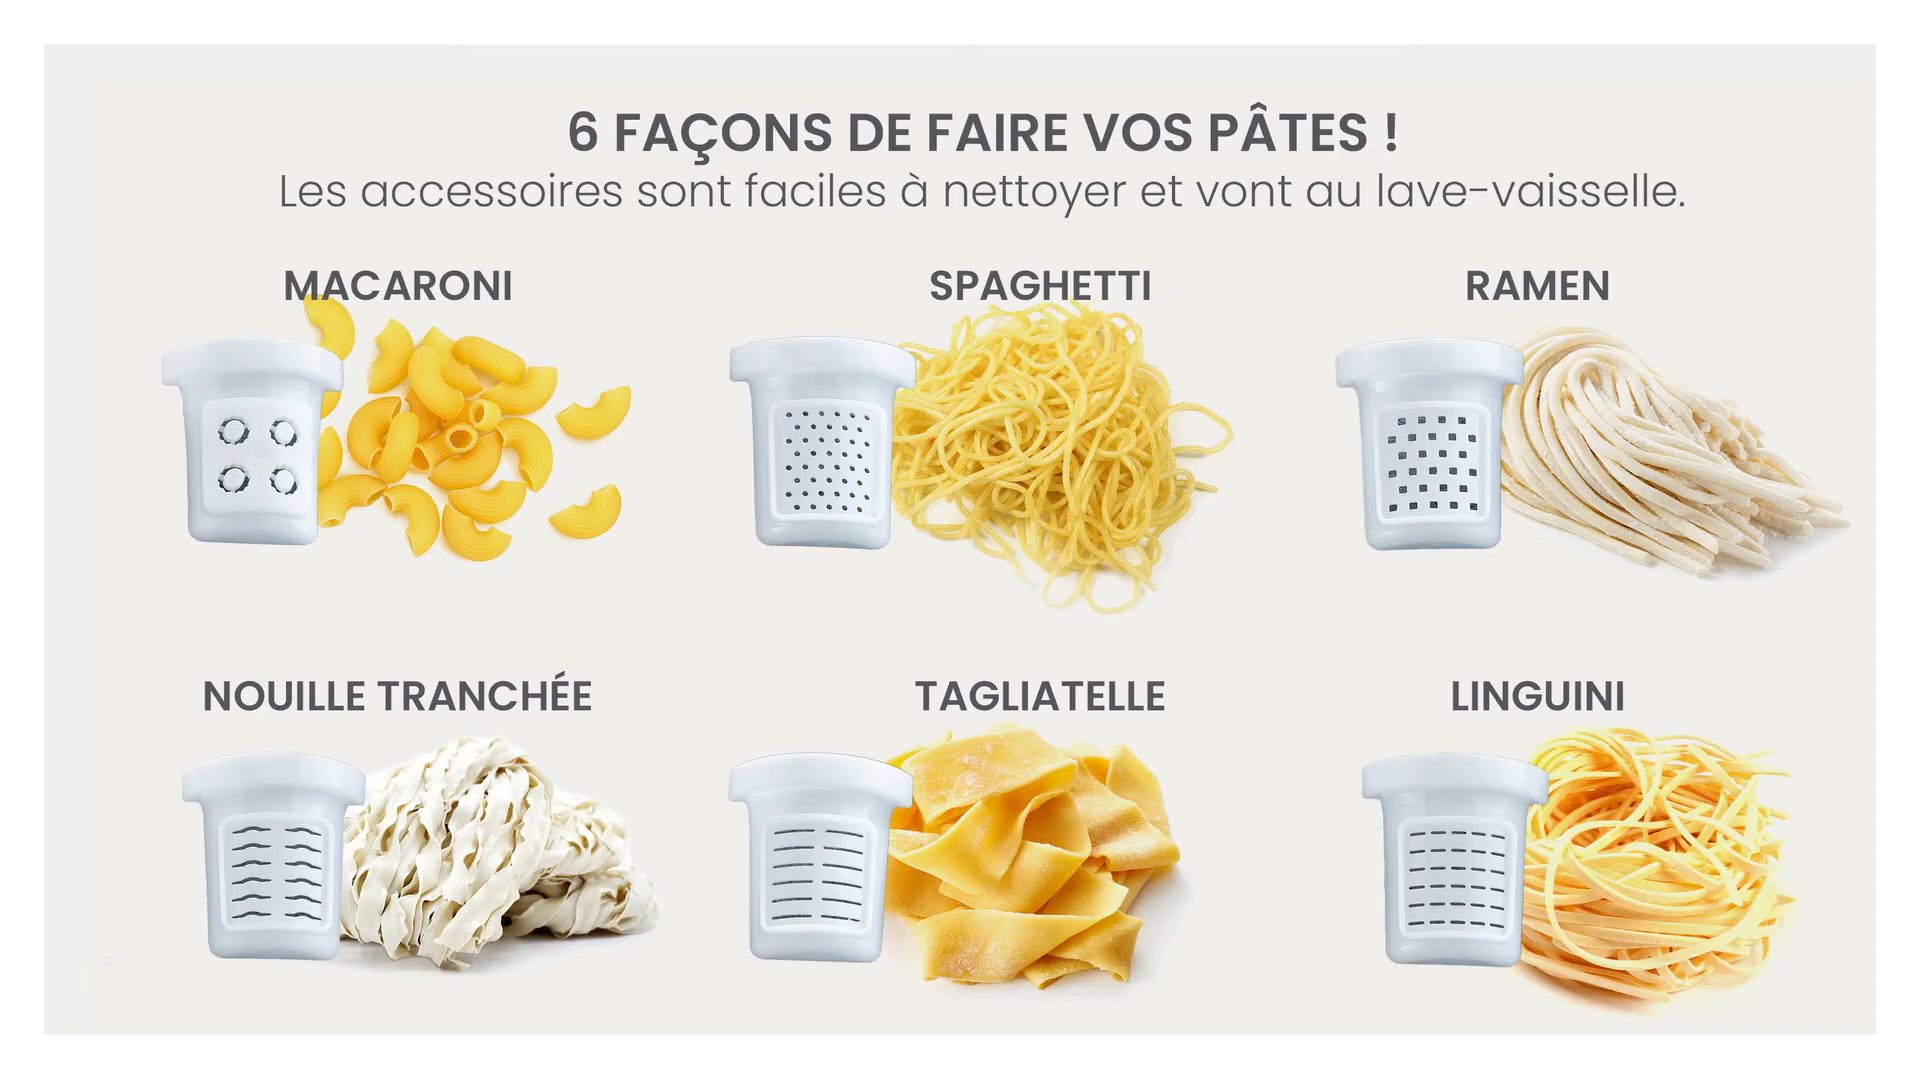 6 FAÇONS DE FAIRE VOS PÂTES !
Les accessoires sont faciles à nettoyer et vont au lave-vaisselle.
MACARONI
SPAGHETTI
RAMEN
NOUILLE TRANCHÉE
TAGLIATELLE
LINGUINI